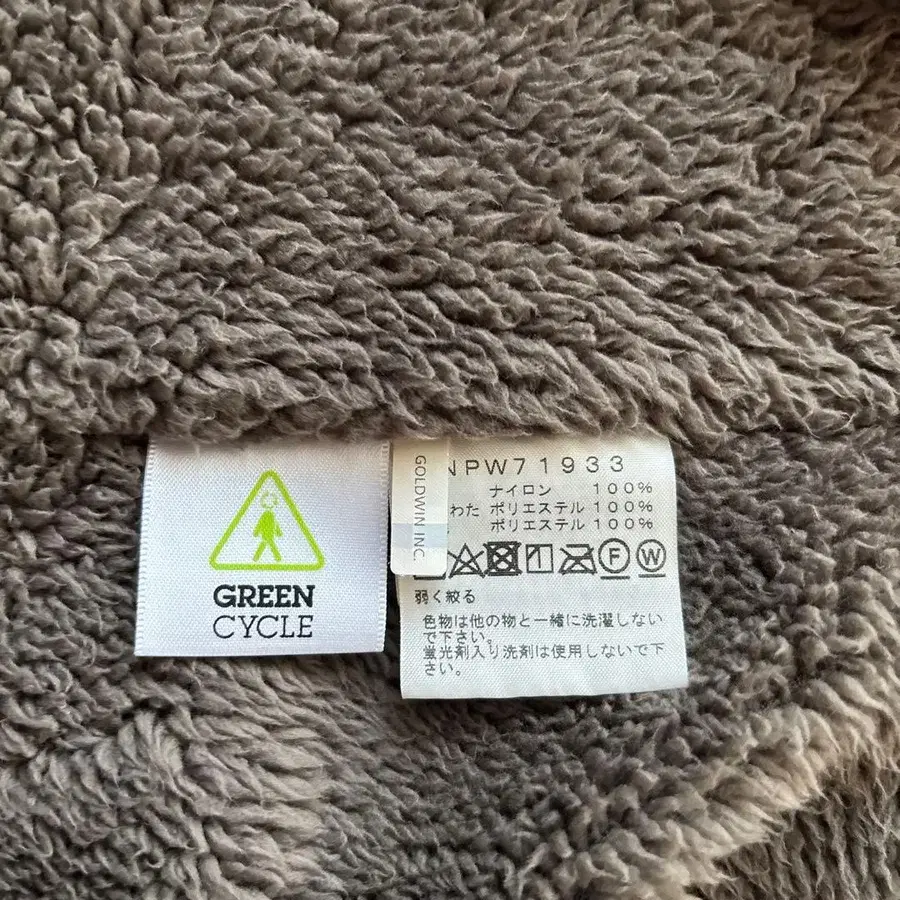 GREEN
CYCLE
GOLDWIN INC.
NPW71933
ナイロン 100%
わた ポリエステル 100%
ポリエステル 100%
F W
弱く絞る
色物は他の物と一緒に洗濯しない
で下さい。
蛍光剤入り洗剤は使用しないで下
さい。